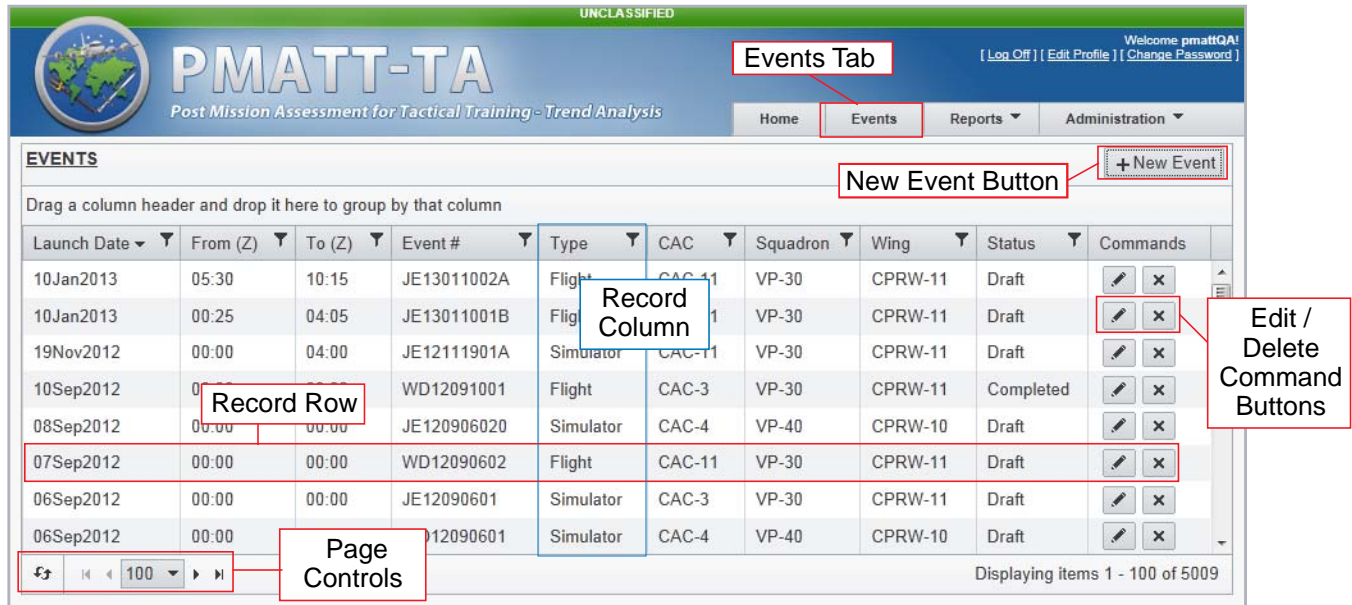 UNCLASSIFIED
Welcome pmattQA!
[ Log Off ] [ Edit Profile ] [ Change Password ]
PMATT-TA
Post Mission Assessment for Tactical Training - Trend Analysis
Events Tab
Home Events Reports Administration
EVENTS
+ New Event
New Event Button
Drag a column header and drop it here to group by that column
Launch Date From (Z) To (Z) Event # Type CAC Squadron Wing Status Commands
10Jan2013 05:30 10:15 JE13011002A VP-30 CPRW-11 Draft
10Jan2013 00:25 04:05 JE13011001B VP-30 CPRW-11 Draft
Record
Column
19Nov2012 00:00 04:00 JE12111901A Simulator CAC-11 VP-30 CPRW-11 Draft
Edit /
Delete
Command
Buttons
10Sep2012 WD12091001 Flight CAC-3 VP-30 CPRW-11 Completed
Record Row
08Sep2012 00:00 00:00 JE120906020 Simulator CAC-4 VP-40 CPRW-10 Draft
07Sep2012 00:00 00:00 WD12090602 Flight CAC-11 VP-30 CPRW-11 Draft
06Sep2012 00:00 00:00 JE12090601 Simulator CAC-3 VP-30 CPRW-11 Draft
06Sep2012 00:00 Simulator CAC-4 VP-40 CPRW-10 Draft
Page
Controls
100
Displaying items 1 - 100 of 5009